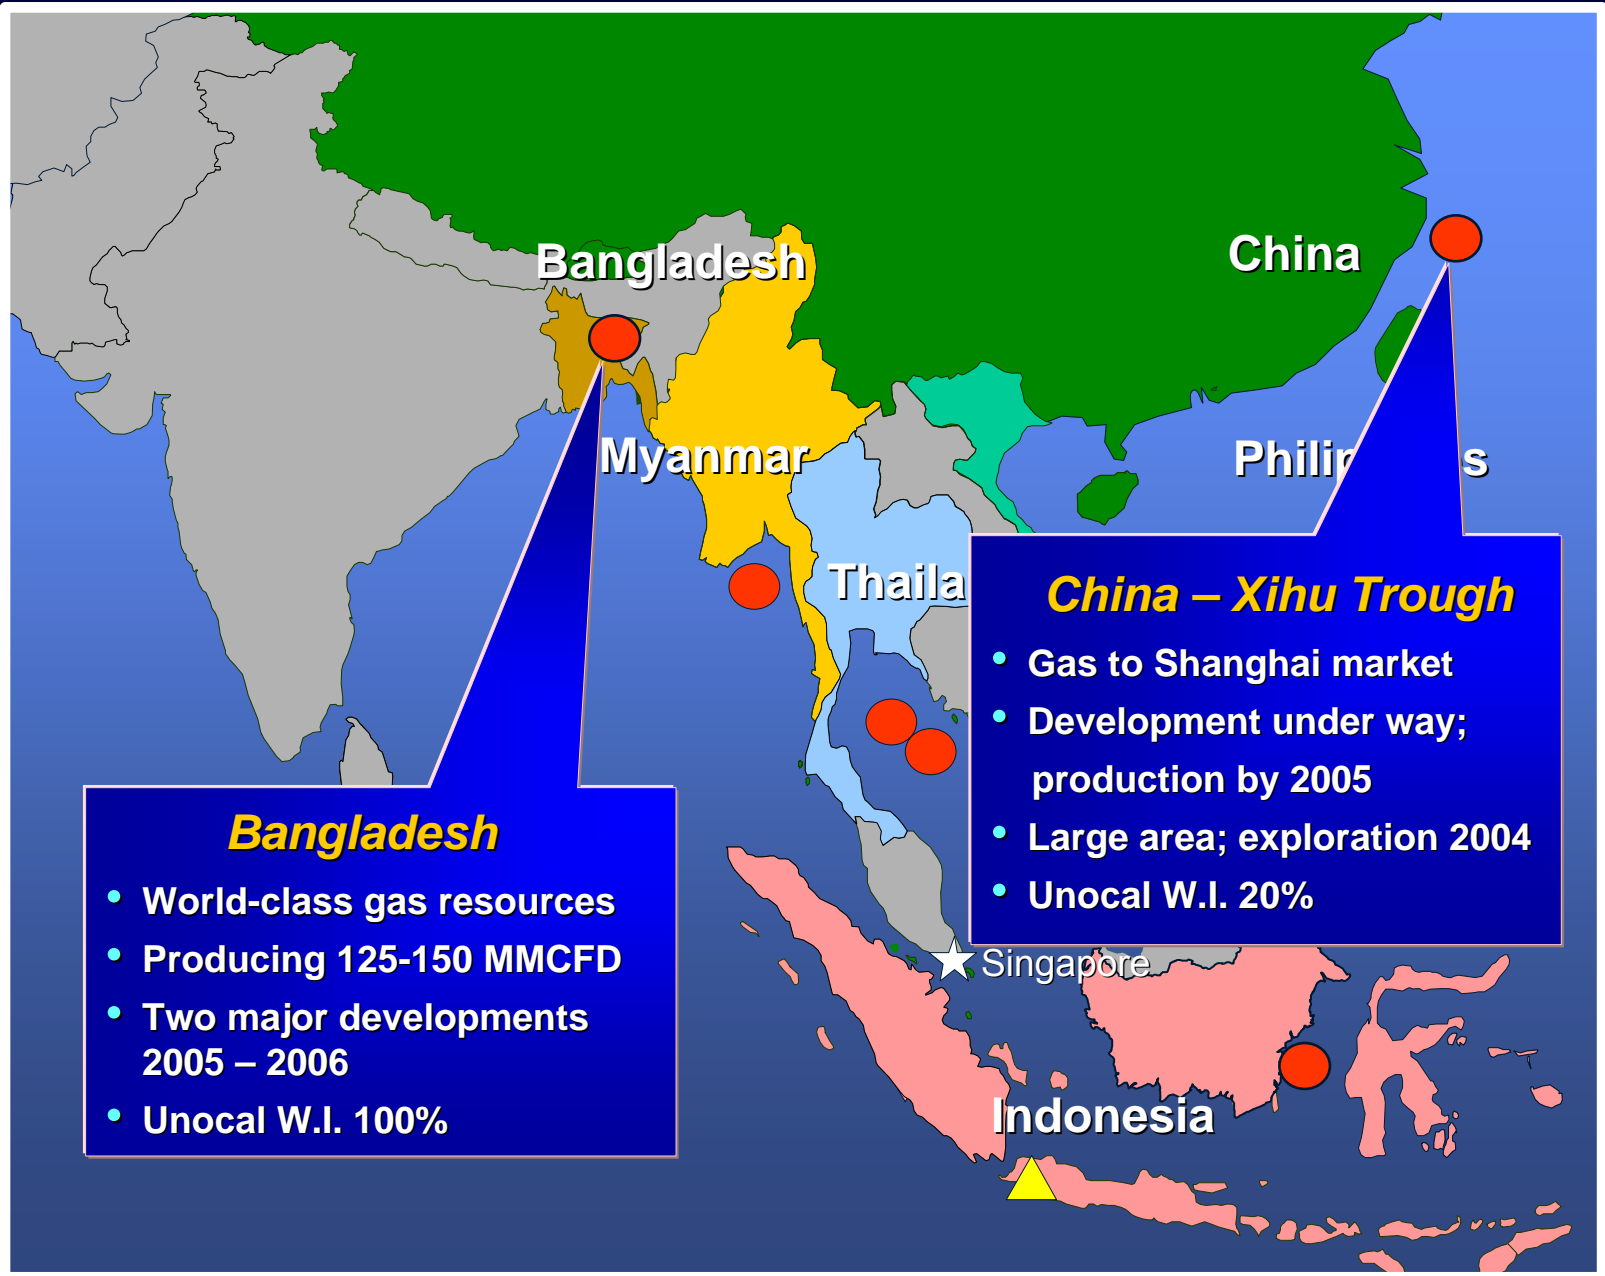 Bangladesh
China
Myanmar
Thaila
China – Xihu Trough
• Gas to Shanghai market
• Development under way;
production by 2005
• Large area; exploration 2004
• Unocal W.I. 20%
Bangladesh
• World-class gas resources
• Producing 125-150 MMCFD
• Two major developments
2005 – 2006
• Unocal W.I. 100%
Singapore
Indonesia